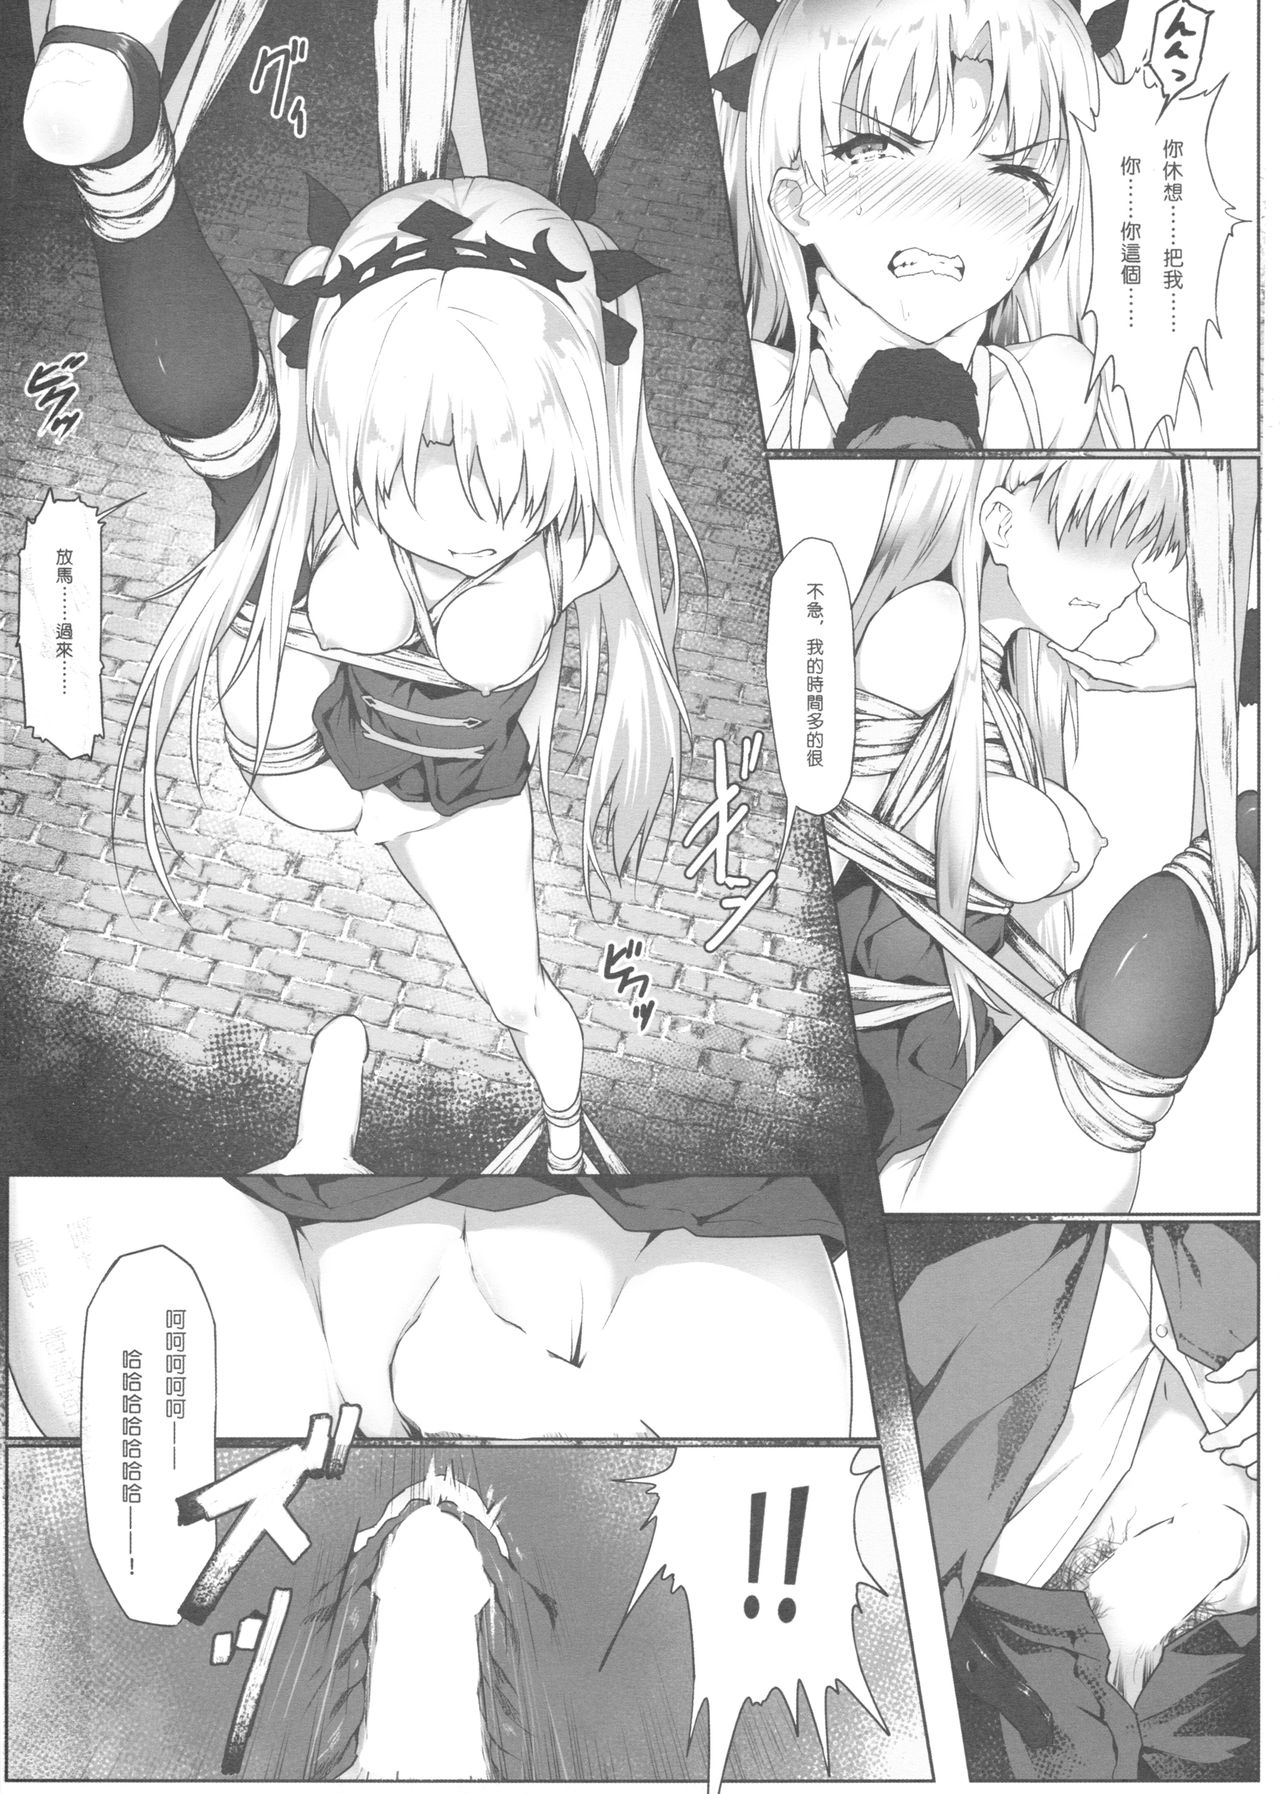 んんっ
你休想……把我……
你……你這個……
不急，我的時間多的很
グッ
ビクッ
放馬……過來……
ギギシ
ビクッ
呵呵呵呵呵——
哈哈哈哈哈哈哈——！
!!